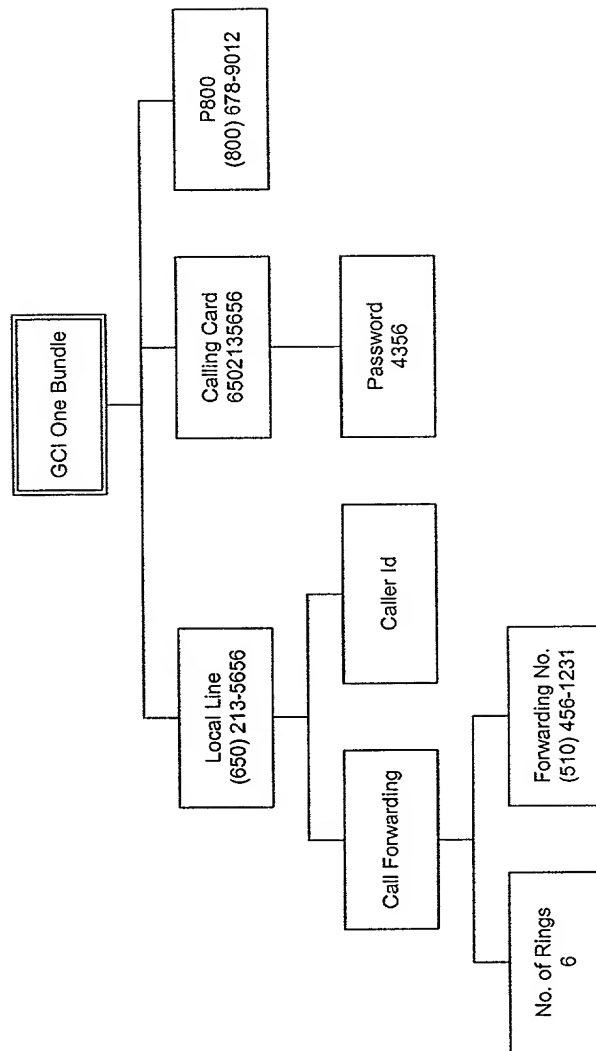 GCI One Bundle
Local Line
(650) 213-5656
Calling Card
6502135656
P800
(800) 678-9012
Call Forwarding
Caller Id
Password
4356
No. of Rings
6
Forwarding No.
(510) 456-1231